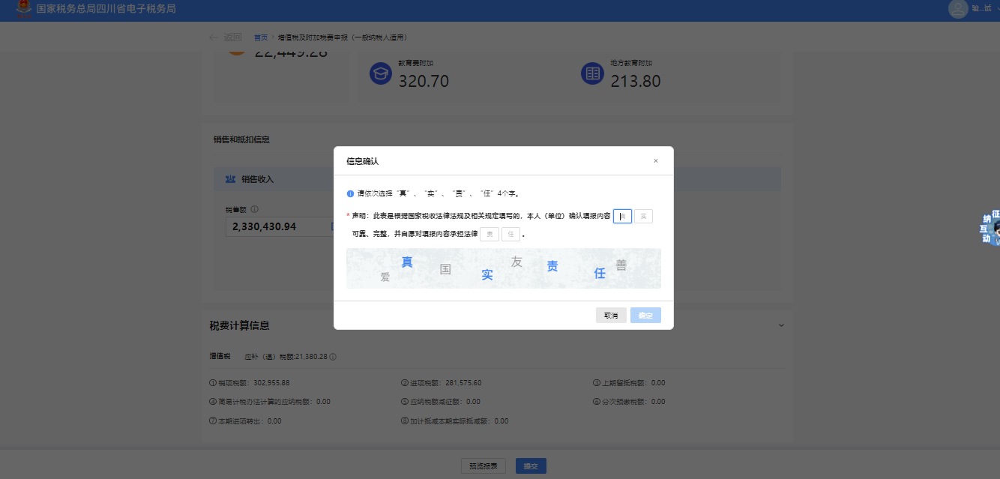 国家税务总局四川省电子税务局
验...试
返回 首页 / 增值税及附加税费申报（一般纳税人适用）
22,449.28
教育费附加
320.70
地方教育附加
213.80
销售和抵扣信息
销售收入
销售额
2,330,430.94
信息确认
×
请依次选择“真”、“实”、“责”、“任”4个字。
* 声明：此表是根据国家税收法律法规及相关规定填写的，本人（单位）确认填报内容 真 实
可靠、完整，并自愿对填报内容承担法律 责 任 。
爱 真 国 实 友 责 任 善
取消 确定
征纳互动
税费计算信息
增值税 应补（退）税额:21,380.28
① 销项税额：302,955.88 ② 进项税额：281,575.60 ③ 上期留抵税额：0.00
④ 简易计税办法计算的应纳税额：0.00 ⑤ 应纳税额减征额：0.00 ⑥ 分次预缴税额：0.00
⑦ 本期进项转出：0.00 ⑧ 加计抵减本期实际抵减额：0.00
预览报表 提交